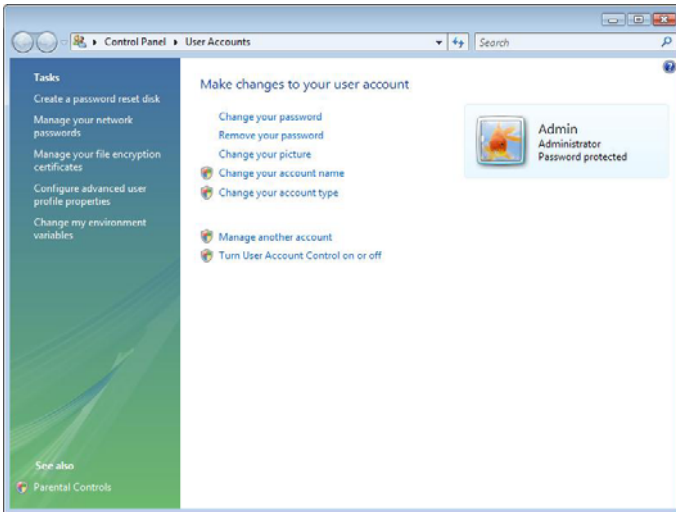 Control Panel ▸ User Accounts
Search
Tasks
Create a password reset disk
Manage your network
passwords
Manage your file encryption
certificates
Configure advanced user
profile properties
Change my environment
variables
See also
Parental Controls
Make changes to your user account
Change your password
Remove your password
Change your picture
Change your account name
Change your account type
Manage another account
Turn User Account Control on or off
Admin
Administrator
Password protected